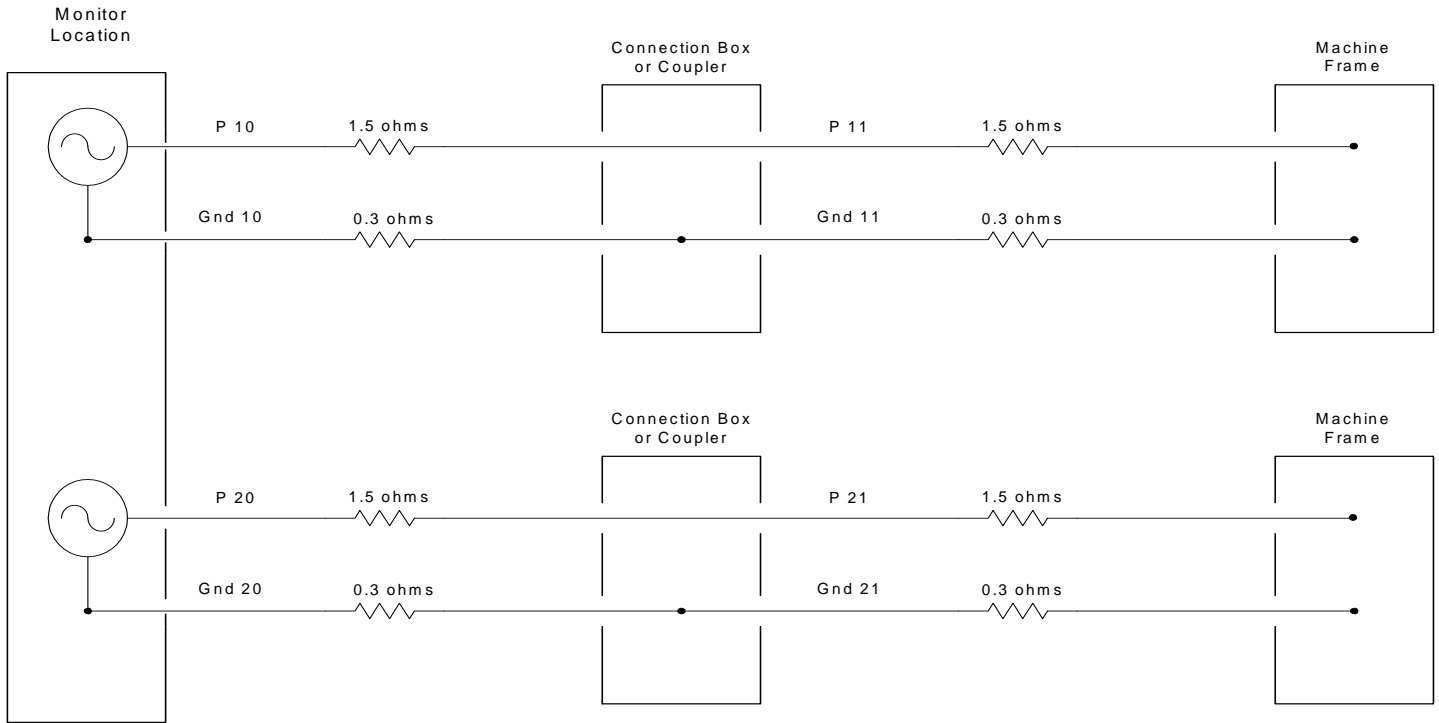 Monitor
Location
Connection Box
or Coupler
Machine
Frame
P 10
1.5 ohms
P 11
1.5 ohms
Gnd 10
0.3 ohms
Gnd 11
0.3 ohms
Connection Box
or Coupler
Machine
Frame
P 20
1.5 ohms
P 21
1.5 ohms
Gnd 20
0.3 ohms
Gnd 21
0.3 ohms